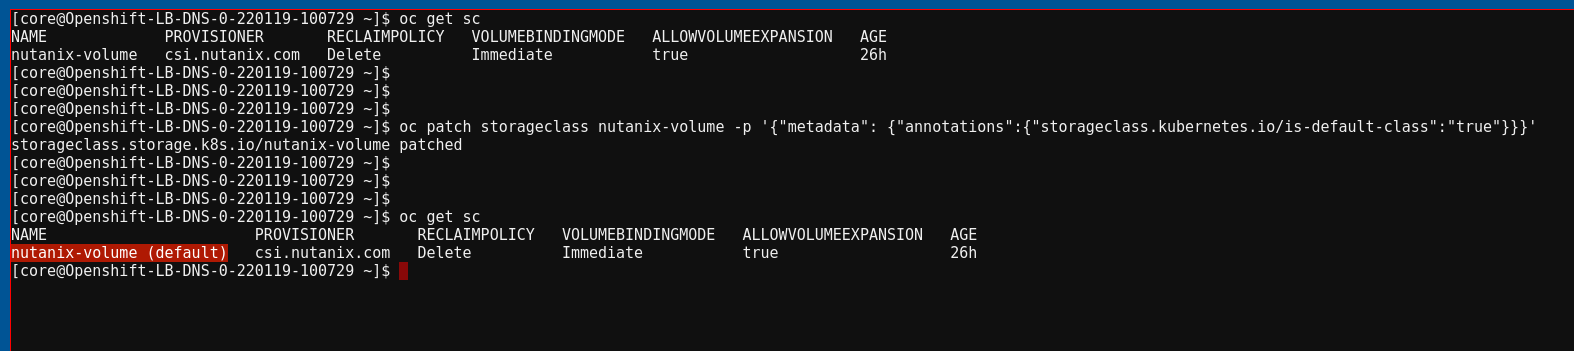 [core@Openshift-LB-DNS-0-220119-100729 ~]$ oc get sc
NAME             PROVISIONER       RECLAIMPOLICY   VOLUMEBINDINGMODE   ALLOWVOLUMEEXPANSION   AGE
nutanix-volume   csi.nutanix.com   Delete          Immediate           true                   26h
[core@Openshift-LB-DNS-0-220119-100729 ~]$
[core@Openshift-LB-DNS-0-220119-100729 ~]$
[core@Openshift-LB-DNS-0-220119-100729 ~]$
[core@Openshift-LB-DNS-0-220119-100729 ~]$ oc patch storageclass nutanix-volume -p '{"metadata": {"annotations":{"storageclass.kubernetes.io/is-default-class":"true"}}}'
storageclass.storage.k8s.io/nutanix-volume patched
[core@Openshift-LB-DNS-0-220119-100729 ~]$
[core@Openshift-LB-DNS-0-220119-100729 ~]$
[core@Openshift-LB-DNS-0-220119-100729 ~]$
[core@Openshift-LB-DNS-0-220119-100729 ~]$ oc get sc
NAME                       PROVISIONER       RECLAIMPOLICY   VOLUMEBINDINGMODE   ALLOWVOLUMEEXPANSION   AGE
nutanix-volume (default)   csi.nutanix.com   Delete          Immediate           true                   26h
[core@Openshift-LB-DNS-0-220119-100729 ~]$